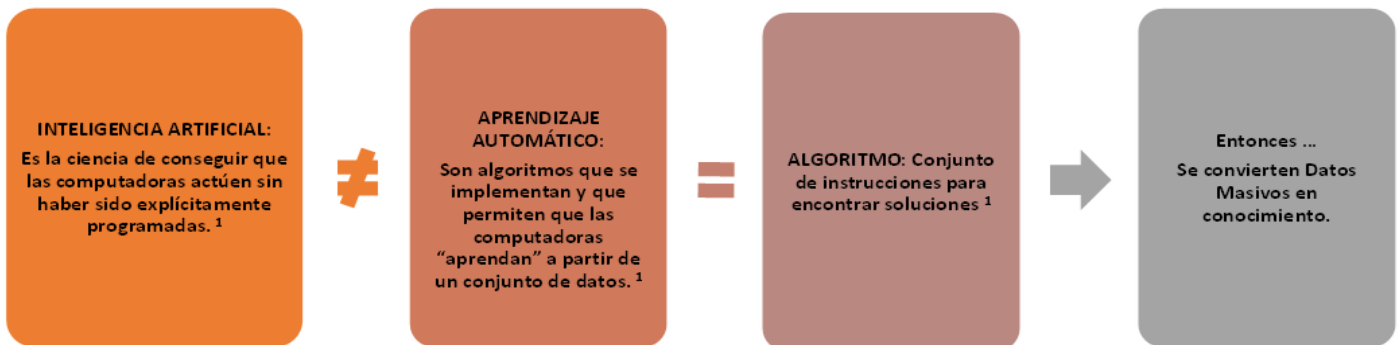 INTELIGENCIA ARTIFICIAL:
Es la ciencia de conseguir que
las computadoras actúen sin
haber sido explícitamente
programadas. ¹
≠
APRENDIZAJE
AUTOMÁTICO:
Son algoritmos que se
implementan y que
permiten que las
computadoras
“aprendan” a partir de
un conjunto de datos. ¹
=
ALGORITMO: Conjunto
de instrucciones para
encontrar soluciones ¹
Entonces ...
Se convierten Datos
Masivos en
conocimiento.